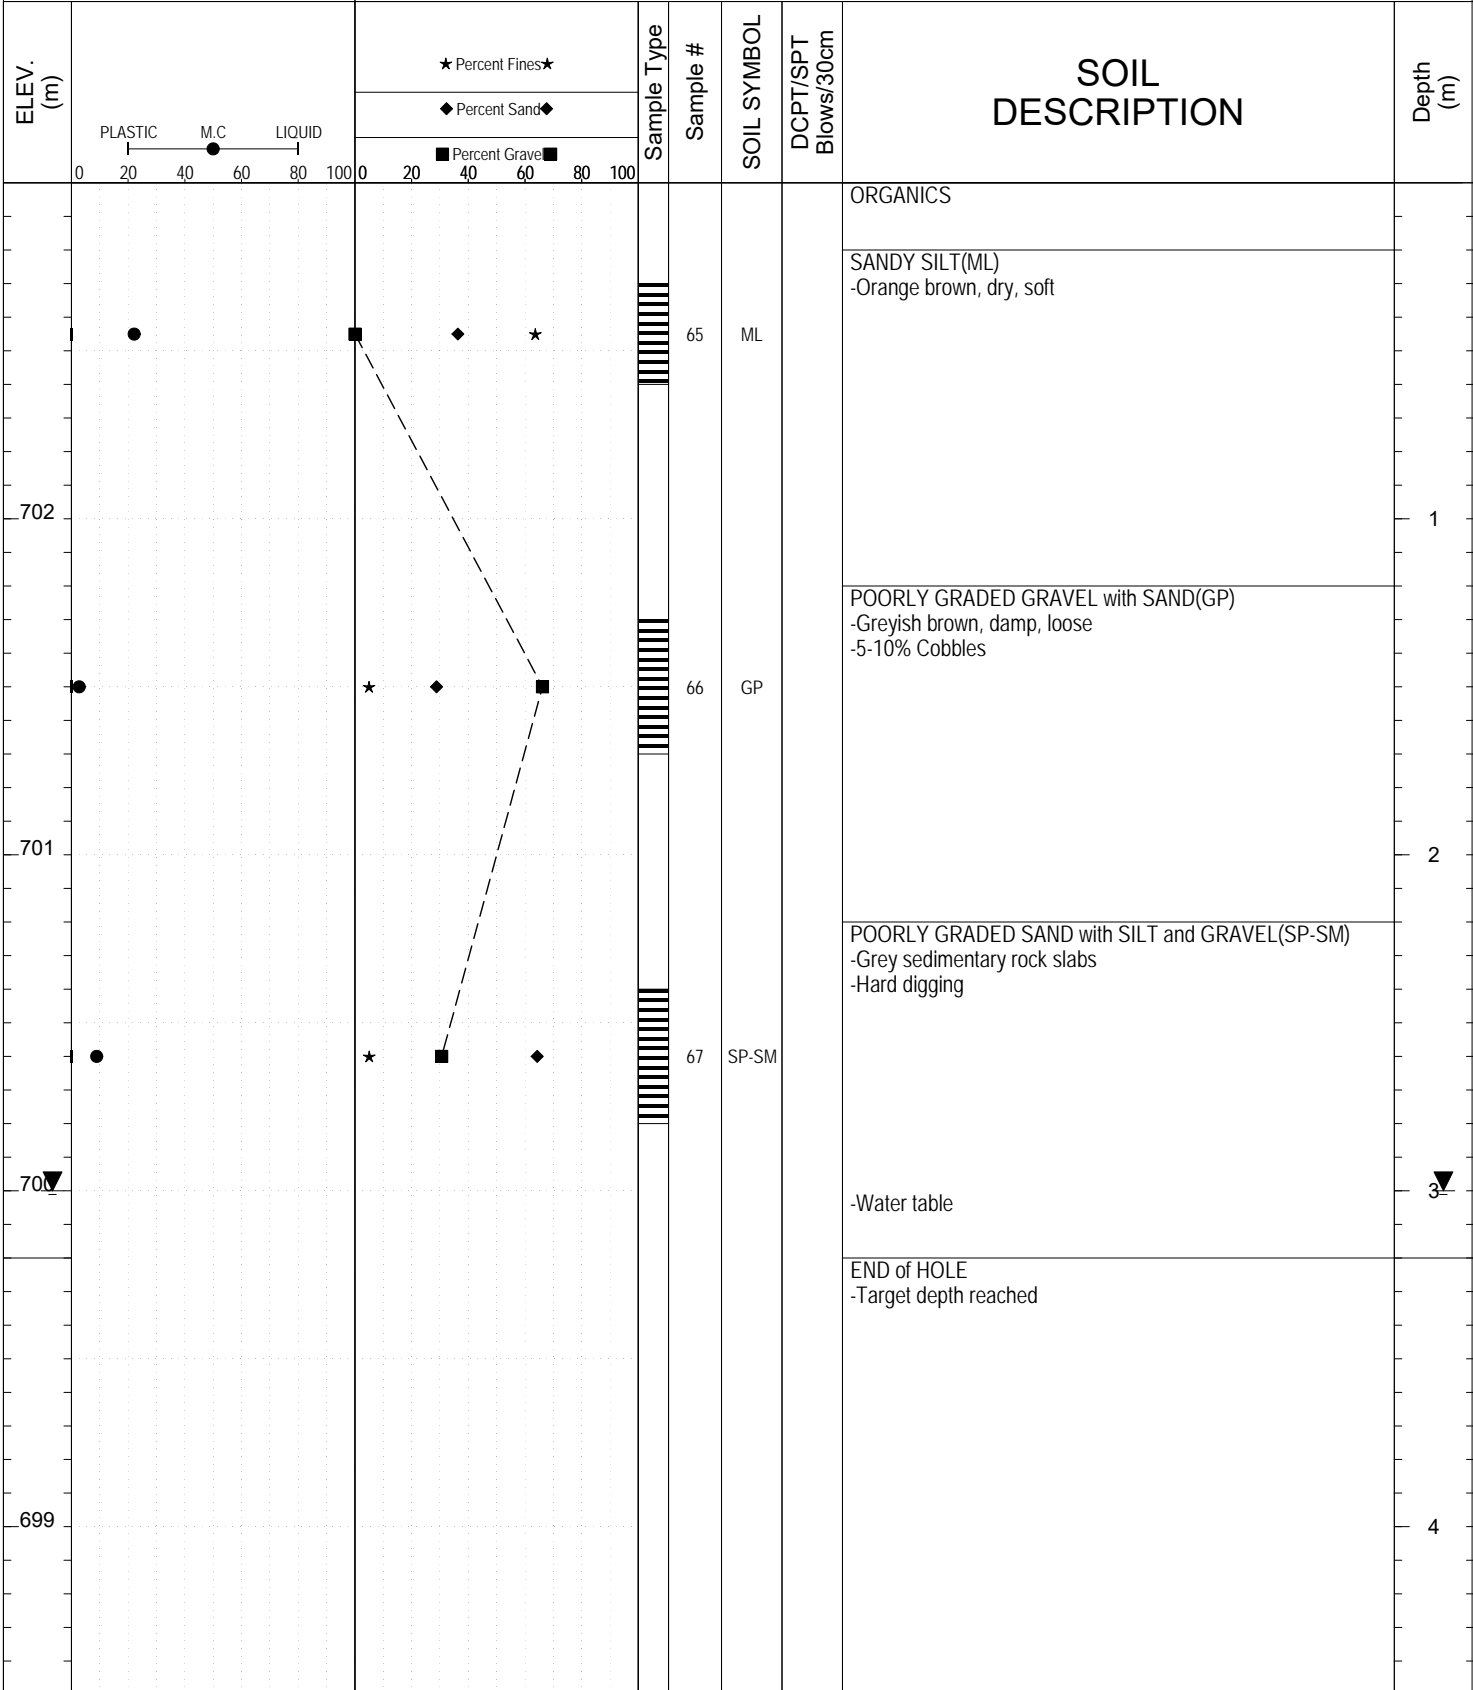 ELEV.
(m)
PLASTIC M.C LIQUID
0 20 40 60 80 100
★ Percent Fines ★
◆ Percent Sand ◆
■ Percent Gravel ■
0 20 40 60 80 100
Sample Type
Sample #
SOIL SYMBOL
DCPT/SPT
Blows/30cm
SOIL
DESCRIPTION
Depth
(m)
ORGANICS
SANDY SILT(ML)
-Orange brown, dry, soft
65 ML
702 1
POORLY GRADED GRAVEL with SAND(GP)
-Greyish brown, damp, loose
-5-10% Cobbles
66 GP
701 2
POORLY GRADED SAND with SILT and GRAVEL(SP-SM)
-Grey sedimentary rock slabs
-Hard digging
67 SP-SM
700 3
-Water table
END of HOLE
-Target depth reached
699 4